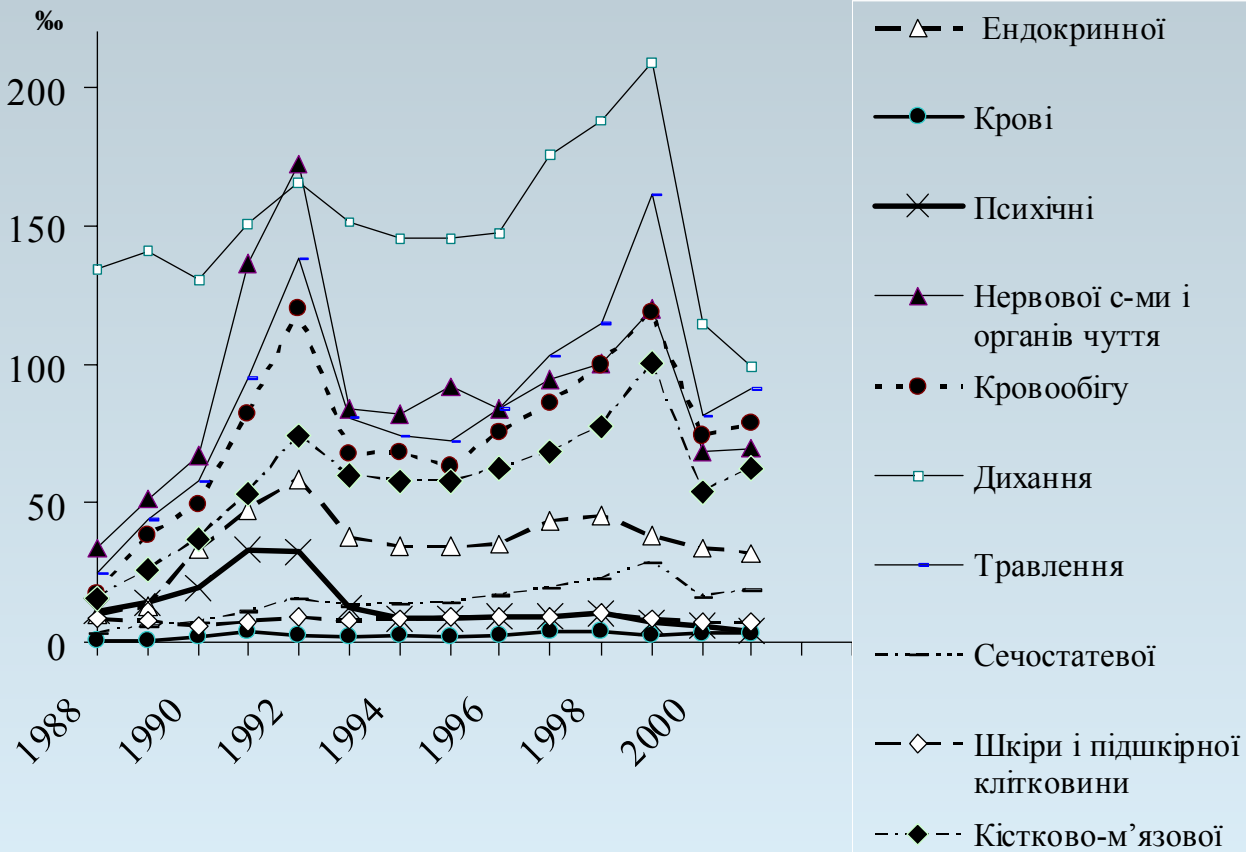 ‰
200
150
100
50
0
1988
1990
1992
1994
1996
1998
2000
Ендокринної
Крові
Психічні
Нервової с-ми і
органів чуття
Кровообігу
Дихання
Травлення
Сечостатевої
Шкіри і підшкірної
клітковини
Кістково-м’язової